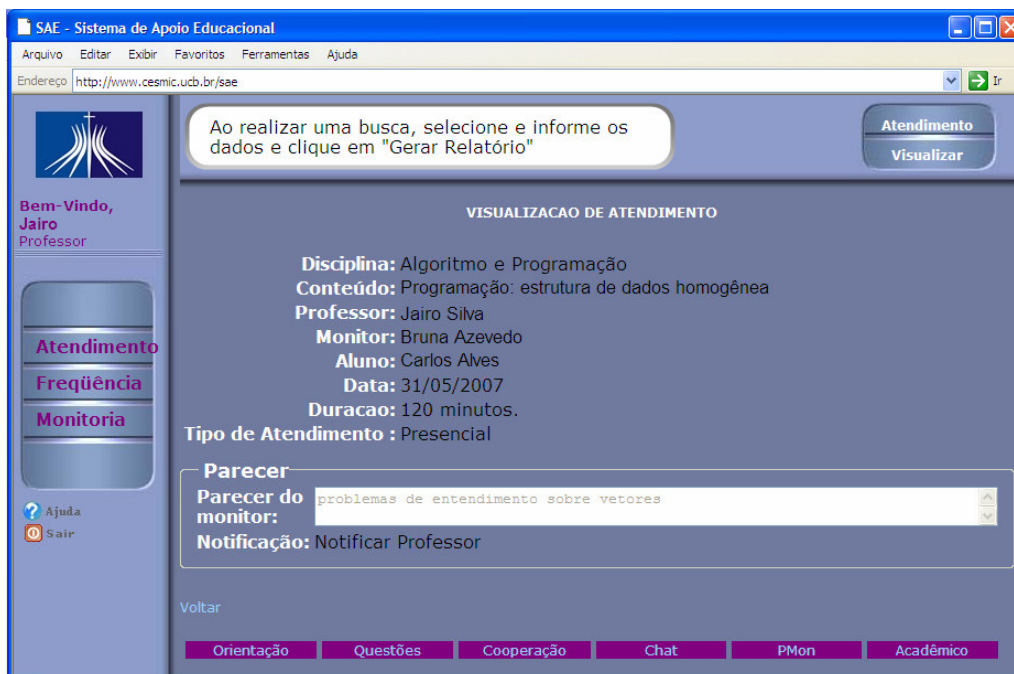 SAE - Sistema de Apoio Educacional
Arquivo Editar Exibir Favoritos Ferramentas Ajuda
Endereço http://www.cesmic.ucb.br/sae Ir
Ao realizar uma busca, selecione e informe os
dados e clique em "Gerar Relatório"
Atendimento
Visualizar
Bem-Vindo,
Jairo
Professor
Atendimento
Freqüência
Monitoria
Ajuda
Sair
VISUALIZACAO DE ATENDIMENTO
Disciplina: Algoritmo e Programação
Conteúdo: Programação: estrutura de dados homogênea
Professor: Jairo Silva
Monitor: Bruna Azevedo
Aluno: Carlos Alves
Data: 31/05/2007
Duracao: 120 minutos.
Tipo de Atendimento : Presencial
Parecer
Parecer do monitor: problemas de entendimento sobre vetores
Notificação: Notificar Professor
Voltar
Orientação Questões Cooperação Chat PMon Acadêmico